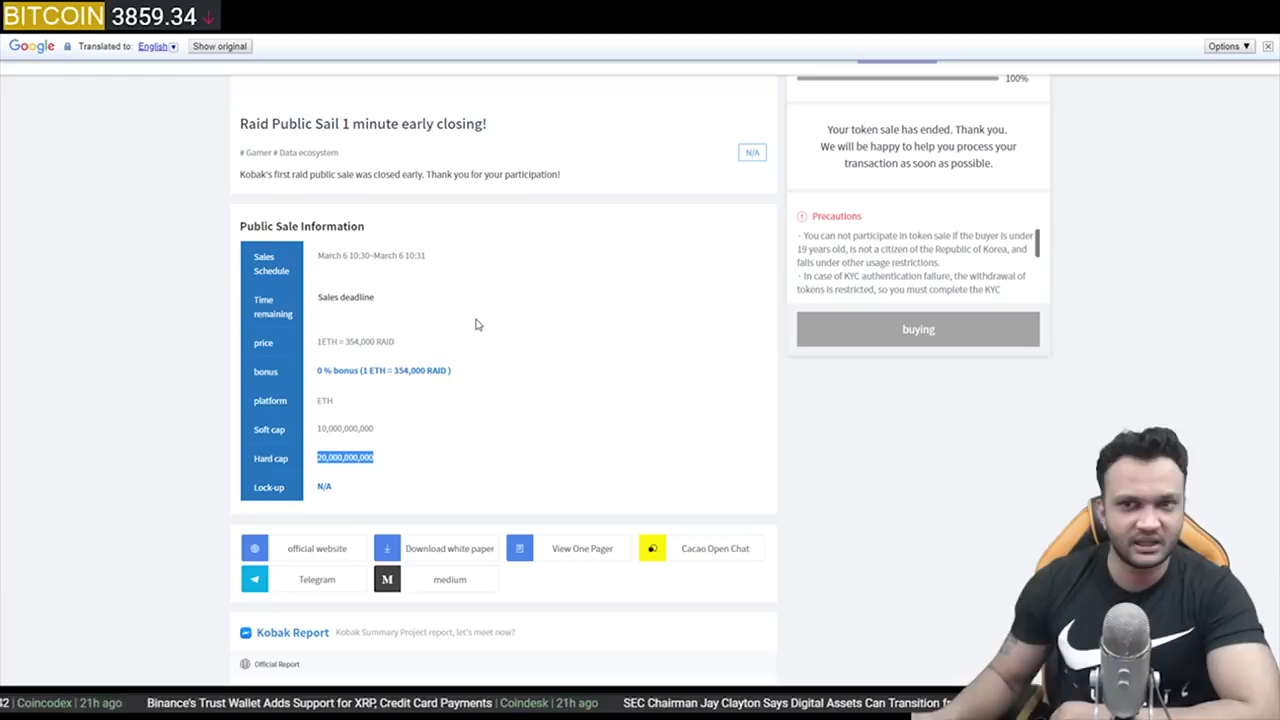 BITCOIN 3859.34
Google Translated to: English Show original Options ▼
100%
Raid Public Sail 1 minute early closing!
# Gamer # Data ecosystem
N/A
Kobak's first raid public sale was closed early. Thank you for your participation!
Your token sale has ended. Thank you.
We will be happy to help you process your
transaction as soon as possible.
Public Sale Information
Sales
Schedule
March 6 10:30~March 6 10:31
Time
remaining
Sales deadline
price
1ETH = 354,000 RAID
bonus
0 % bonus (1 ETH = 354,000 RAID )
platform
ETH
Soft cap
10,000,000,000
Hard cap
20,000,000,000
Lock-up
N/A
Precautions
· You can not participate in token sale if the buyer is under
19 years old, is not a citizen of the Republic of Korea, and
falls under other usage restrictions.
· In case of KYC authentication failure, the withdrawal of
tokens is restricted, so you must complete the KYC
buying
official website
Download white paper
View One Pager
Cacao Open Chat
Telegram
M medium
Kobak Report Kobak Summary Project report, let's meet now?
Official Report
42 | Coincodex | 21h ago Binance's Trust Wallet Adds Support for XRP, Credit Card Payments | Coindesk | 21h ago SEC Chairman Jay Clayton Says Digital Assets Can Transition